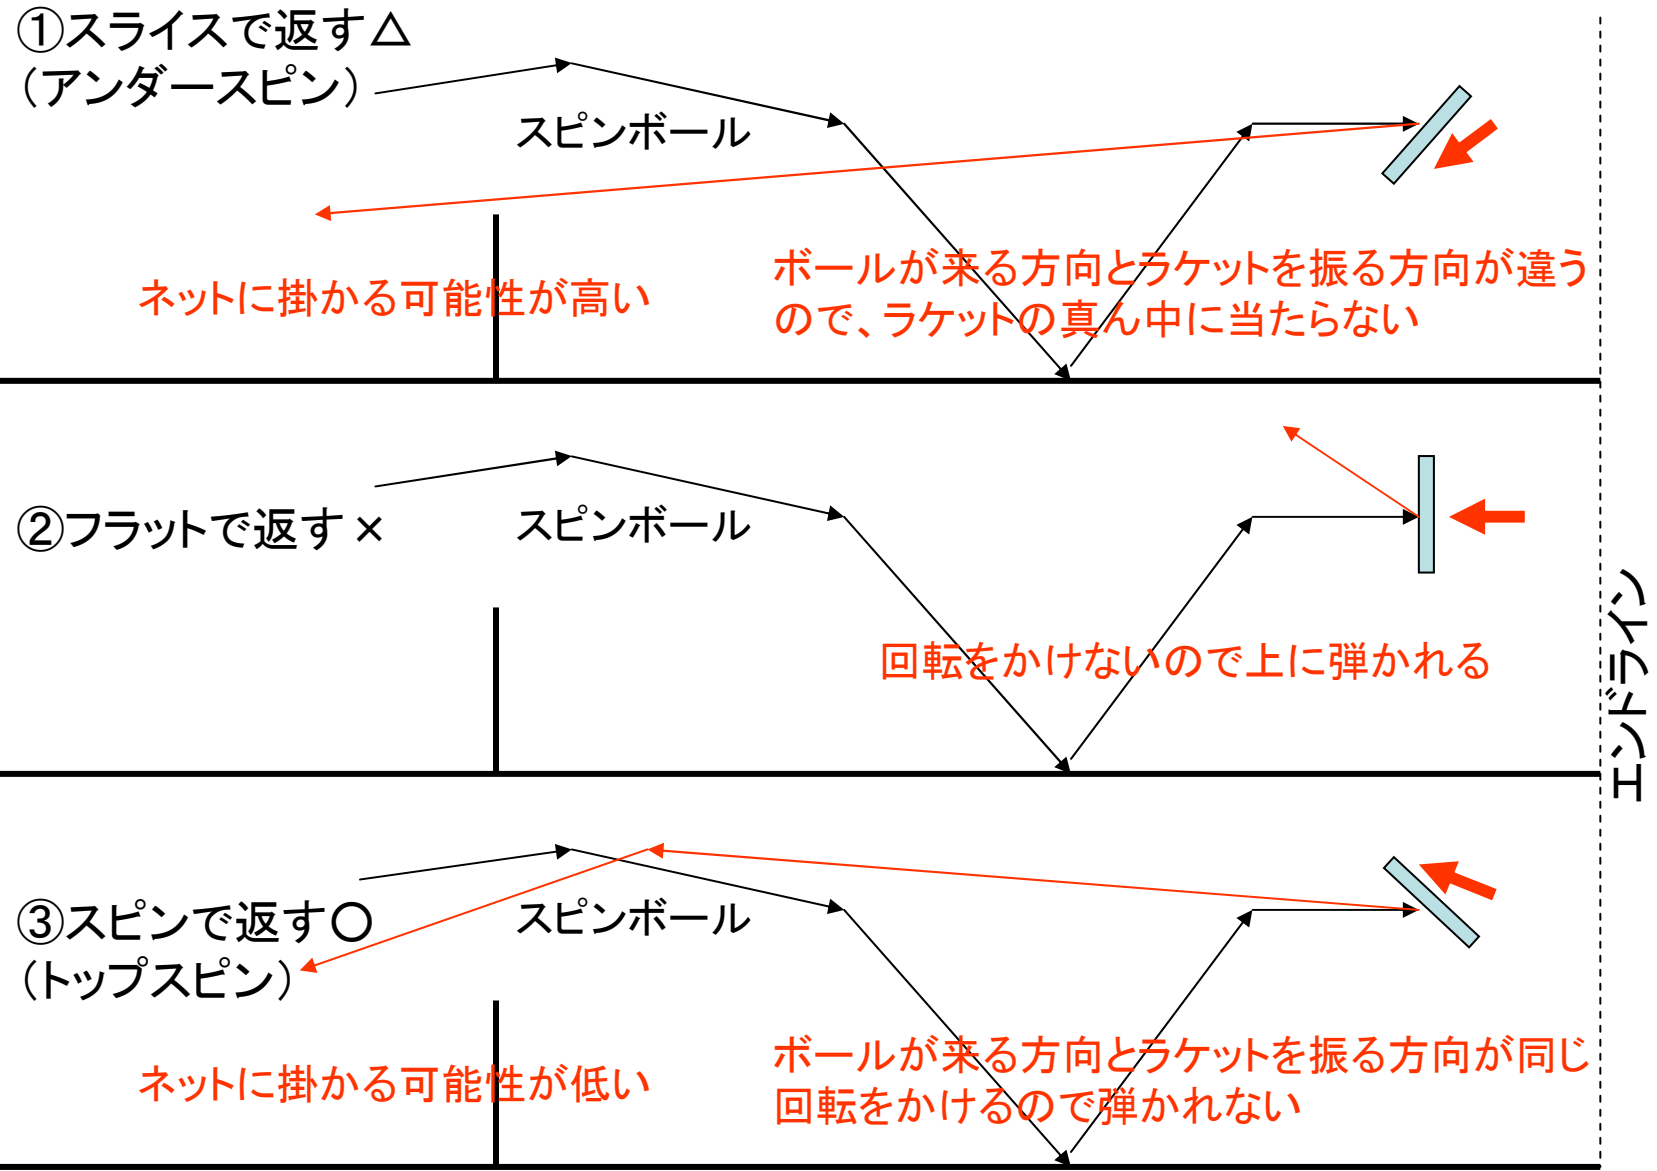 ①スライスで返す△
（アンダースピン）
スピンボール
ボールが来る方向とラケットを振る方向が違う
ので、ラケットの真ん中に当たらない
ネットに掛かる可能性が高い
②フラットで返す×
スピンボール
回転をかけないので上に弾かれる
エンドライン
③スピンで返す〇
（トップスピン）
スピンボール
ボールが来る方向とラケットを振る方向が同じ
回転をかけるので弾かれない
ネットに掛かる可能性が低い